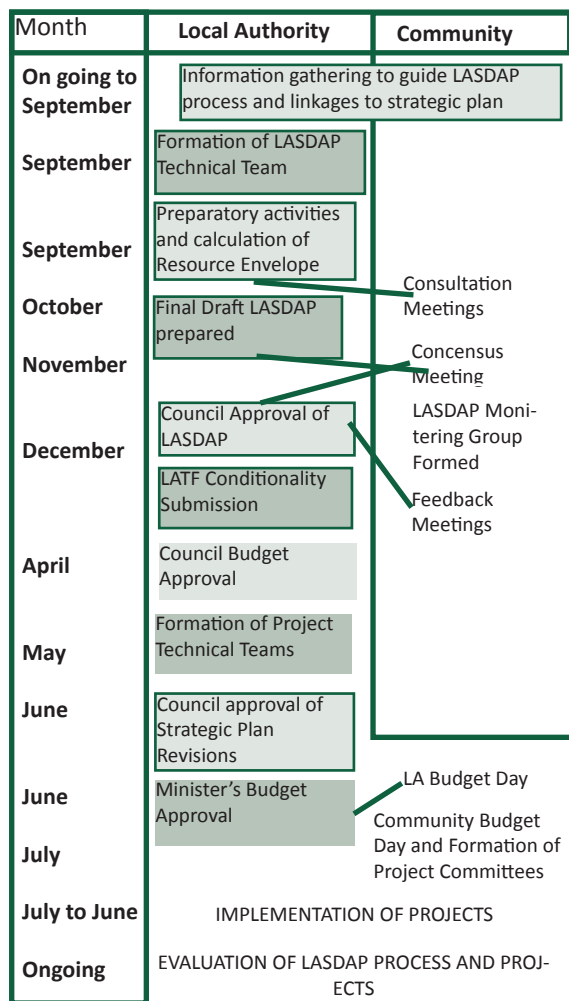 Month
Local Authority
Community
On going to
September
Information gathering to guide LASDAP
process and linkages to strategic plan
September
Formation of LASDAP
Technical Team
September
Preparatory activities
and calculation of
Resource Envelope
Consultation
Meetings
October
Final Draft LASDAP
prepared
November
Concensus
Meeting
December
Council Approval of
LASDAP
LASDAP Moni-
tering Group
Formed
LATF Conditionality
Submission
Feedback
Meetings
April
Council Budget
Approval
May
Formation of Project
Technical Teams
June
Council approval of
Strategic Plan
Revisions
June
Minister's Budget
Approval
LA Budget Day
July
Community Budget
Day and Formation of
Project Committees
July to June
IMPLEMENTATION OF PROJECTS
Ongoing
EVALUATION OF LASDAP PROCESS AND PROJ-
ECTS